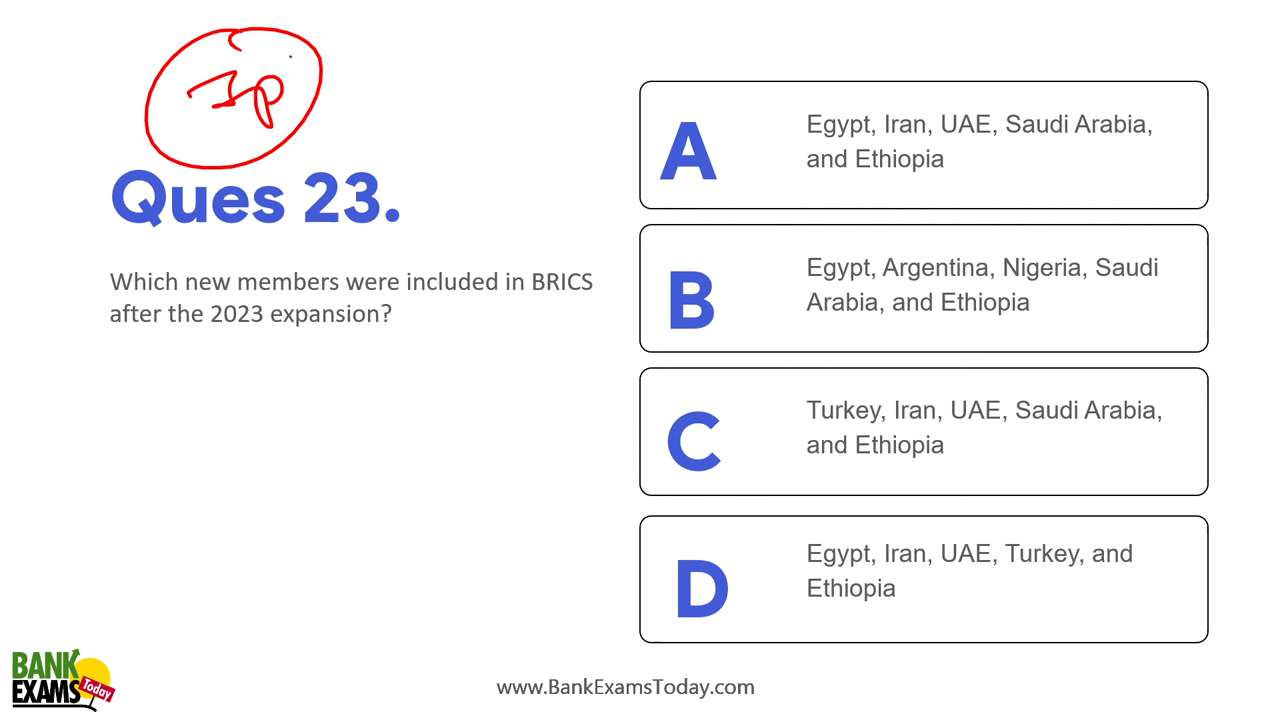 Ques 23.
Which new members were included in BRICS
after the 2023 expansion?
A
Egypt, Iran, UAE, Saudi Arabia,
and Ethiopia
B
Egypt, Argentina, Nigeria, Saudi
Arabia, and Ethiopia
C
Turkey, Iran, UAE, Saudi Arabia,
and Ethiopia
D
Egypt, Iran, UAE, Turkey, and
Ethiopia
BANK
EXAMS
Today
www.BankExamsToday.com